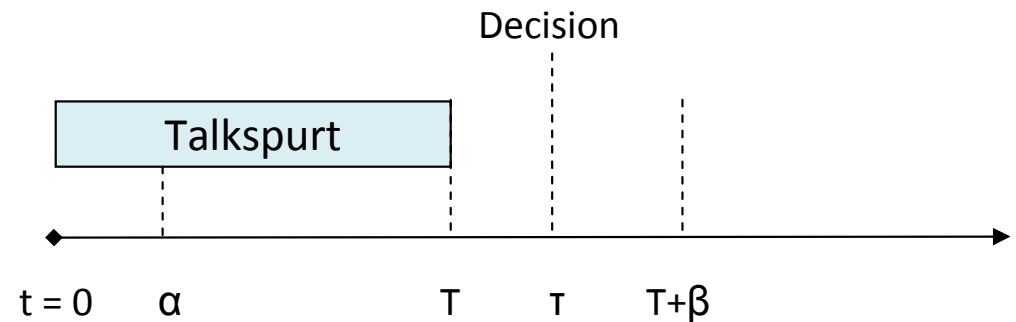 Decision
Talkspurt
t = 0 α T τ T+β